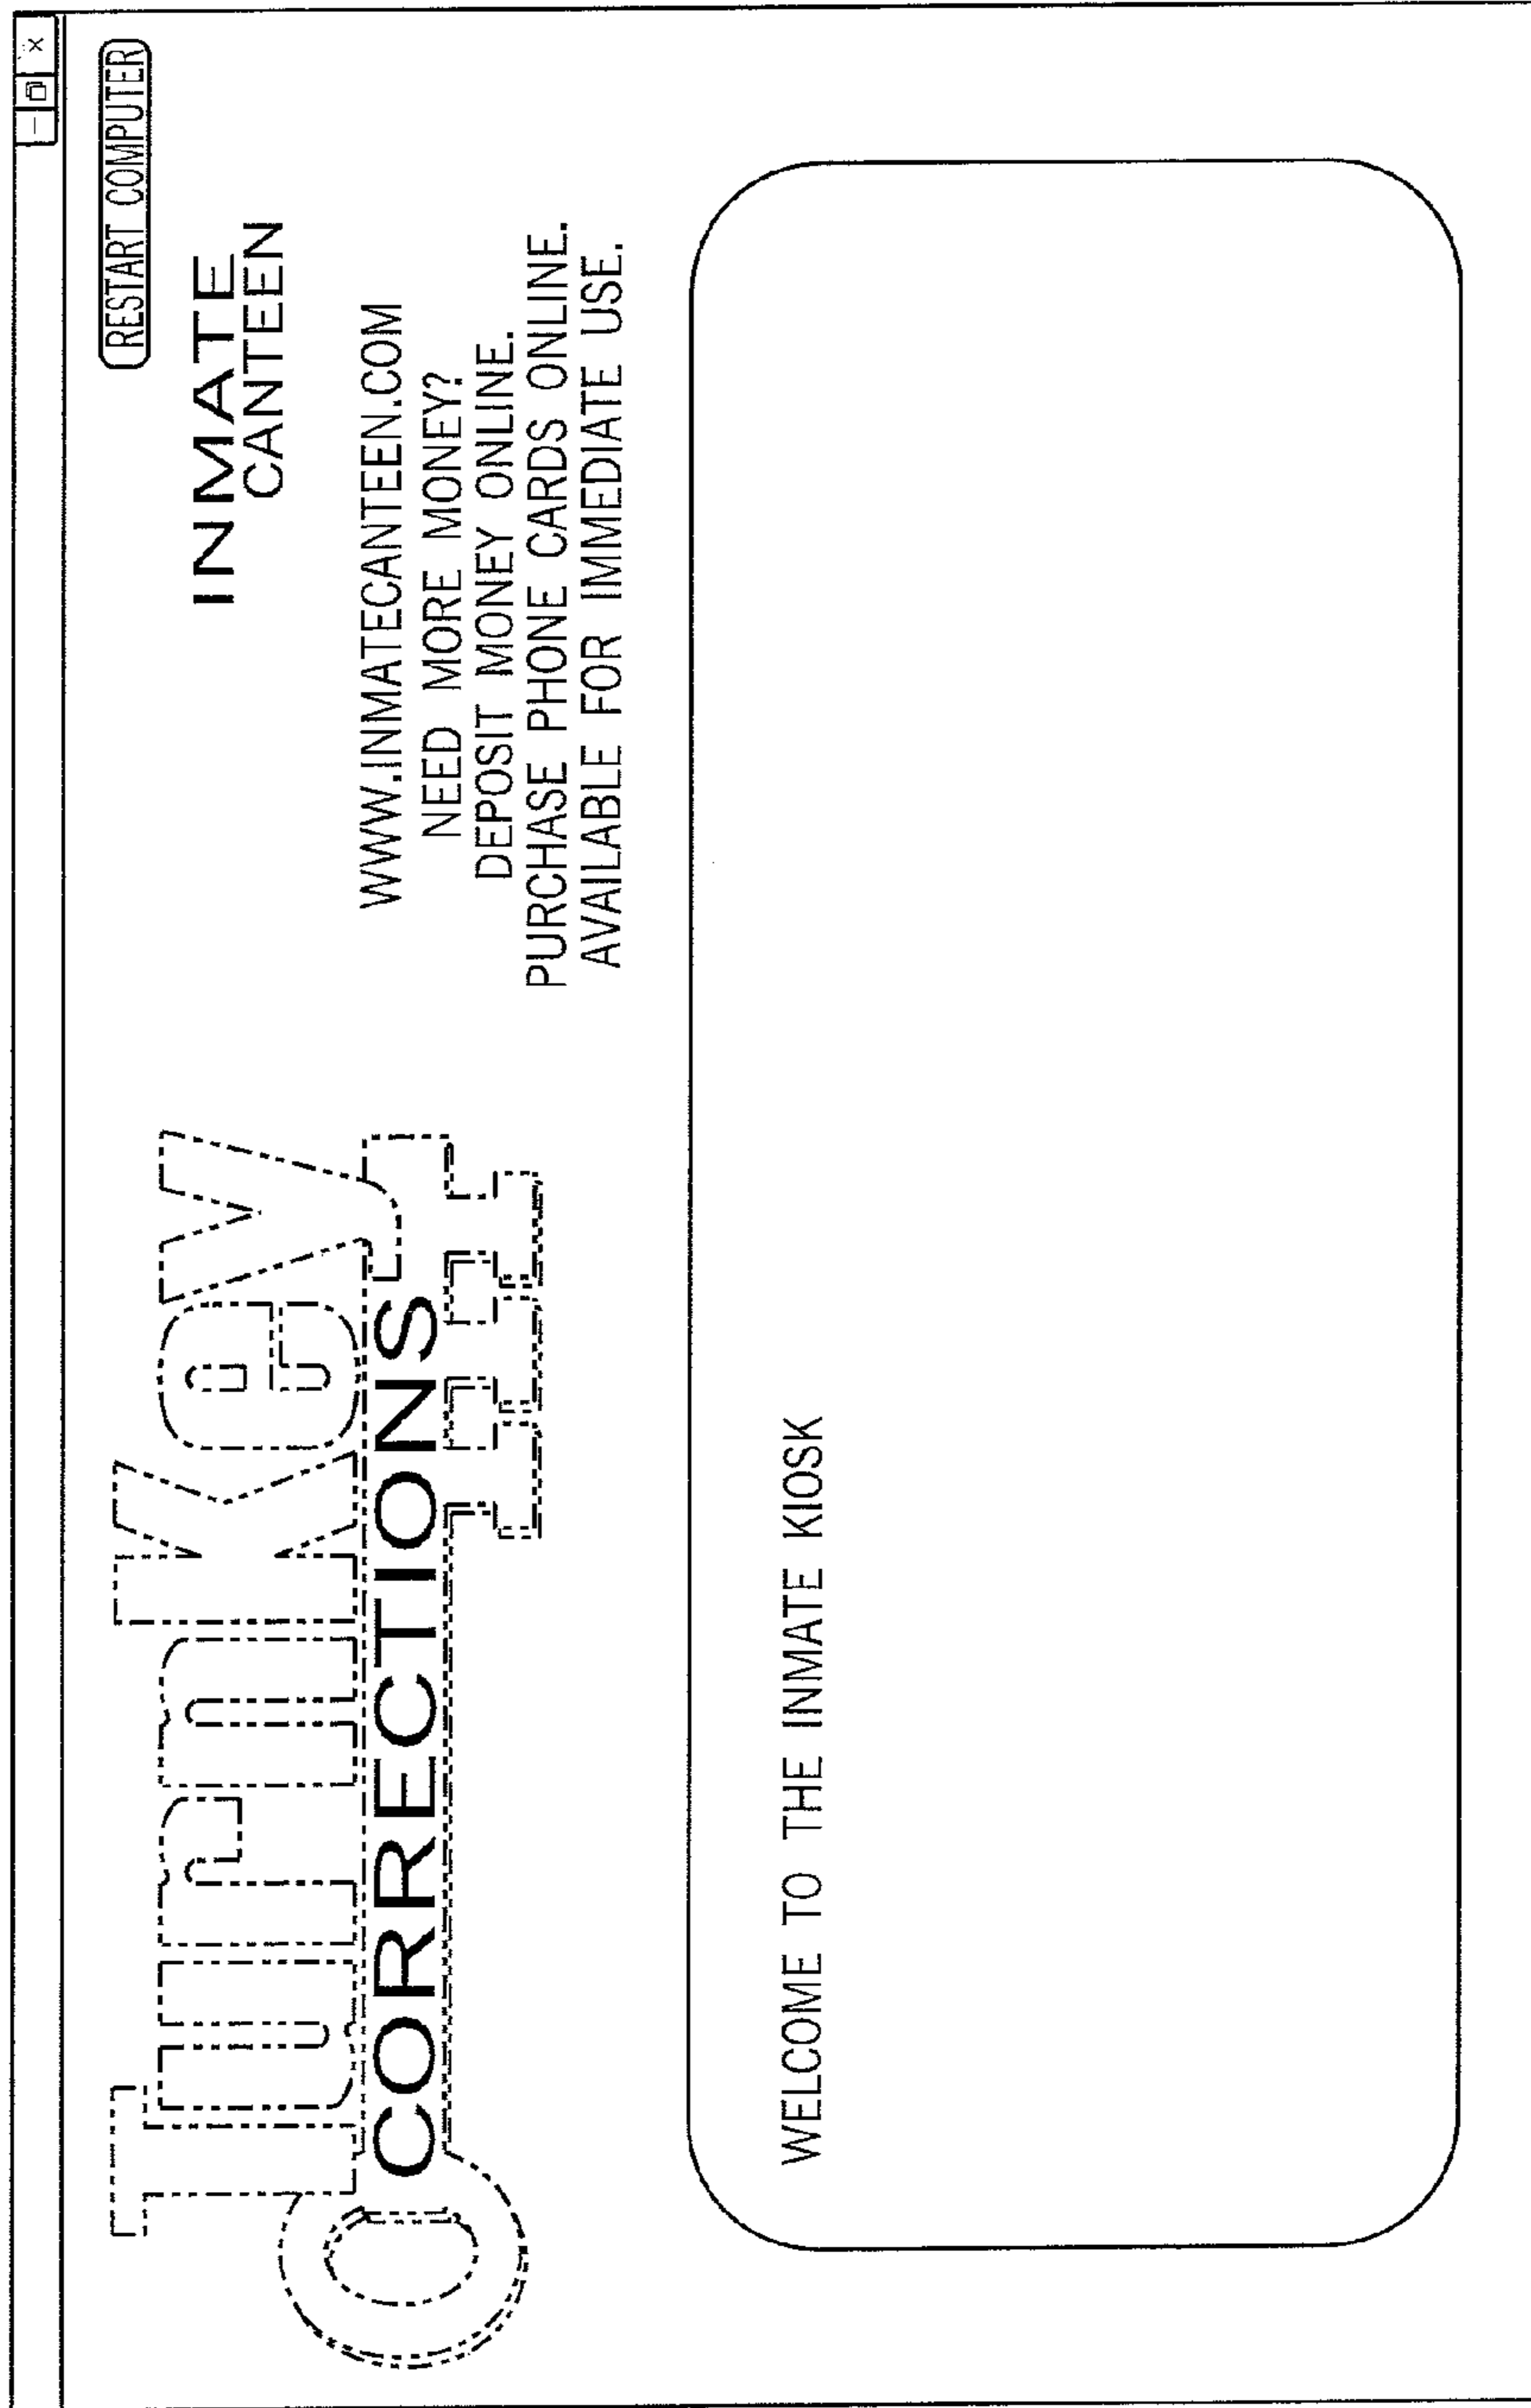 RESTART COMPUTER
TurnKey
CORRECTIONS
INMATE
CANTEEN
WWW.INMATECANTEEN.COM
NEED MORE MONEY?
DEPOSIT MONEY ONLINE.
PURCHASE PHONE CARDS ONLINE.
AVAILABLE FOR IMMEDIATE USE.
WELCOME TO THE INMATE KIOSK